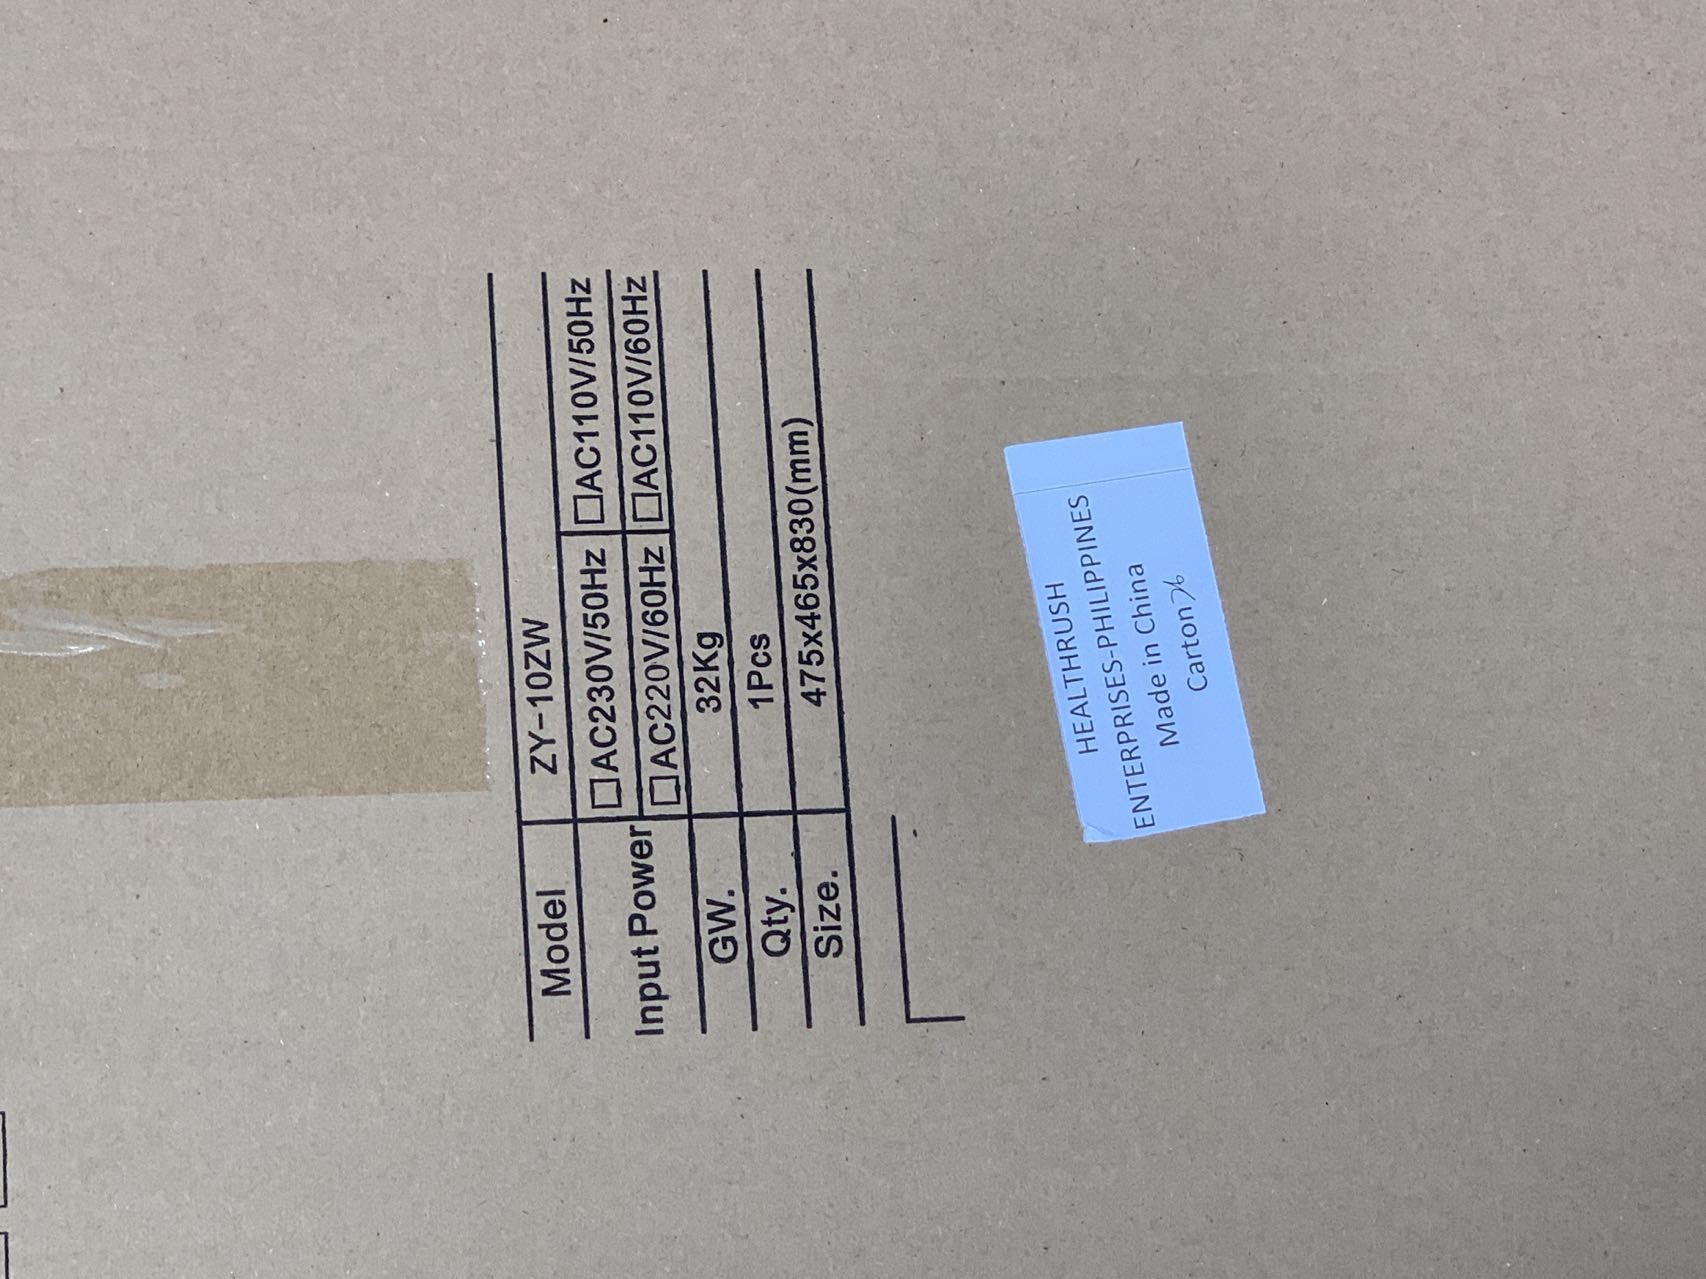 Model ZY-10ZW
Input Power □AC230V/50Hz □AC110V/50Hz
□AC220V/60Hz □AC110V/60Hz
GW. 32Kg
Qty. 1Pcs
Size. 475x465x830(mm)
HEALTHRUSH
ENTERPRISES-PHILIPPINES
Made in China
Carton